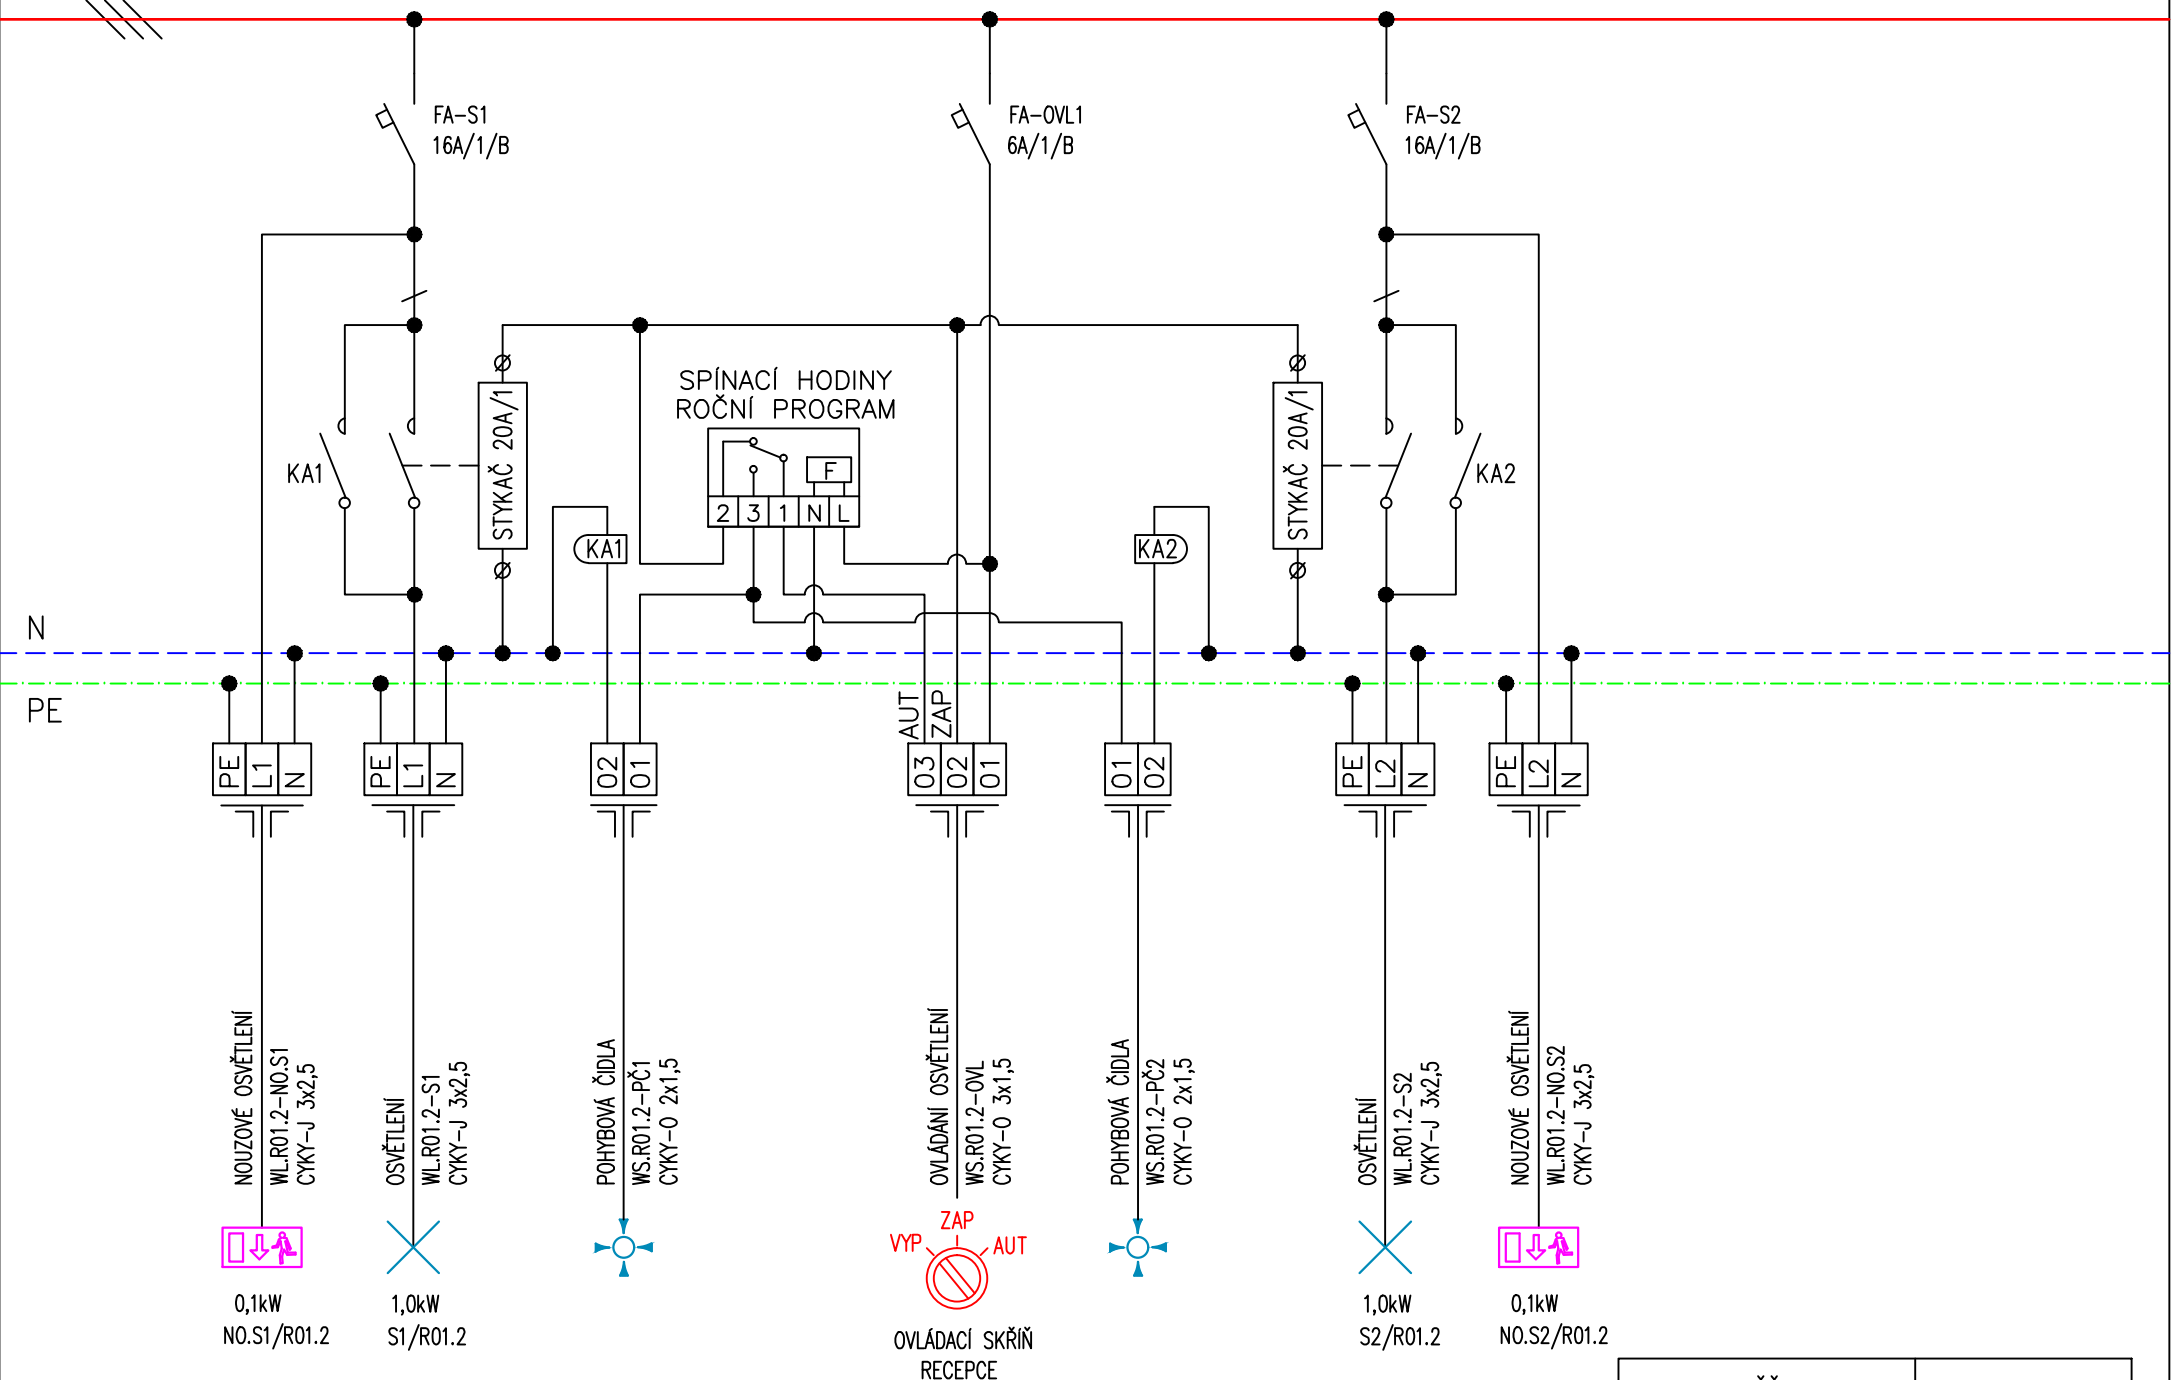 FA-S1
16A/1/B
FA-OVL1
6A/1/B
FA-S2
16A/1/B
SPÍNACÍ HODINY
ROČNÍ PROGRAM
F
2 3 1 N L
KA1
STYKAČ 20A/1
KA1
KA2
STYKAČ 20A/1
KA2
N
PE
AUT
ZAP
PE L1 N
PE L1 N
02 01
03 02 01
01 02
PE L2 N
PE L2 N
NOUZOVÉ OSVĚTLENÍ
WL.R01.2-NO.S1
CYKY-J 3x2,5
OSVĚTLENÍ
WL.R01.2-S1
CYKY-J 3x2,5
POHYBOVÁ ČIDLA
WS.R01.2-PČ1
CYKY-O 2x1,5
OVLÁDÁNÍ OSVĚTLENÍ
WS.R01.2-OVL
CYKY-O 3x1,5
POHYBOVÁ ČIDLA
WS.R01.2-PČ2
CYKY-O 2x1,5
OSVĚTLENÍ
WL.R01.2-S2
CYKY-J 3x2,5
NOUZOVÉ OSVĚTLENÍ
WL.R01.2-NO.S2
CYKY-J 3x2,5
VYP
ZAP
AUT
0,1kW
NO.S1/R01.2
1,0kW
S1/R01.2
OVLÁDACÍ SKŘÍŇ
RECEPCE
1,0kW
S2/R01.2
0,1kW
NO.S2/R01.2